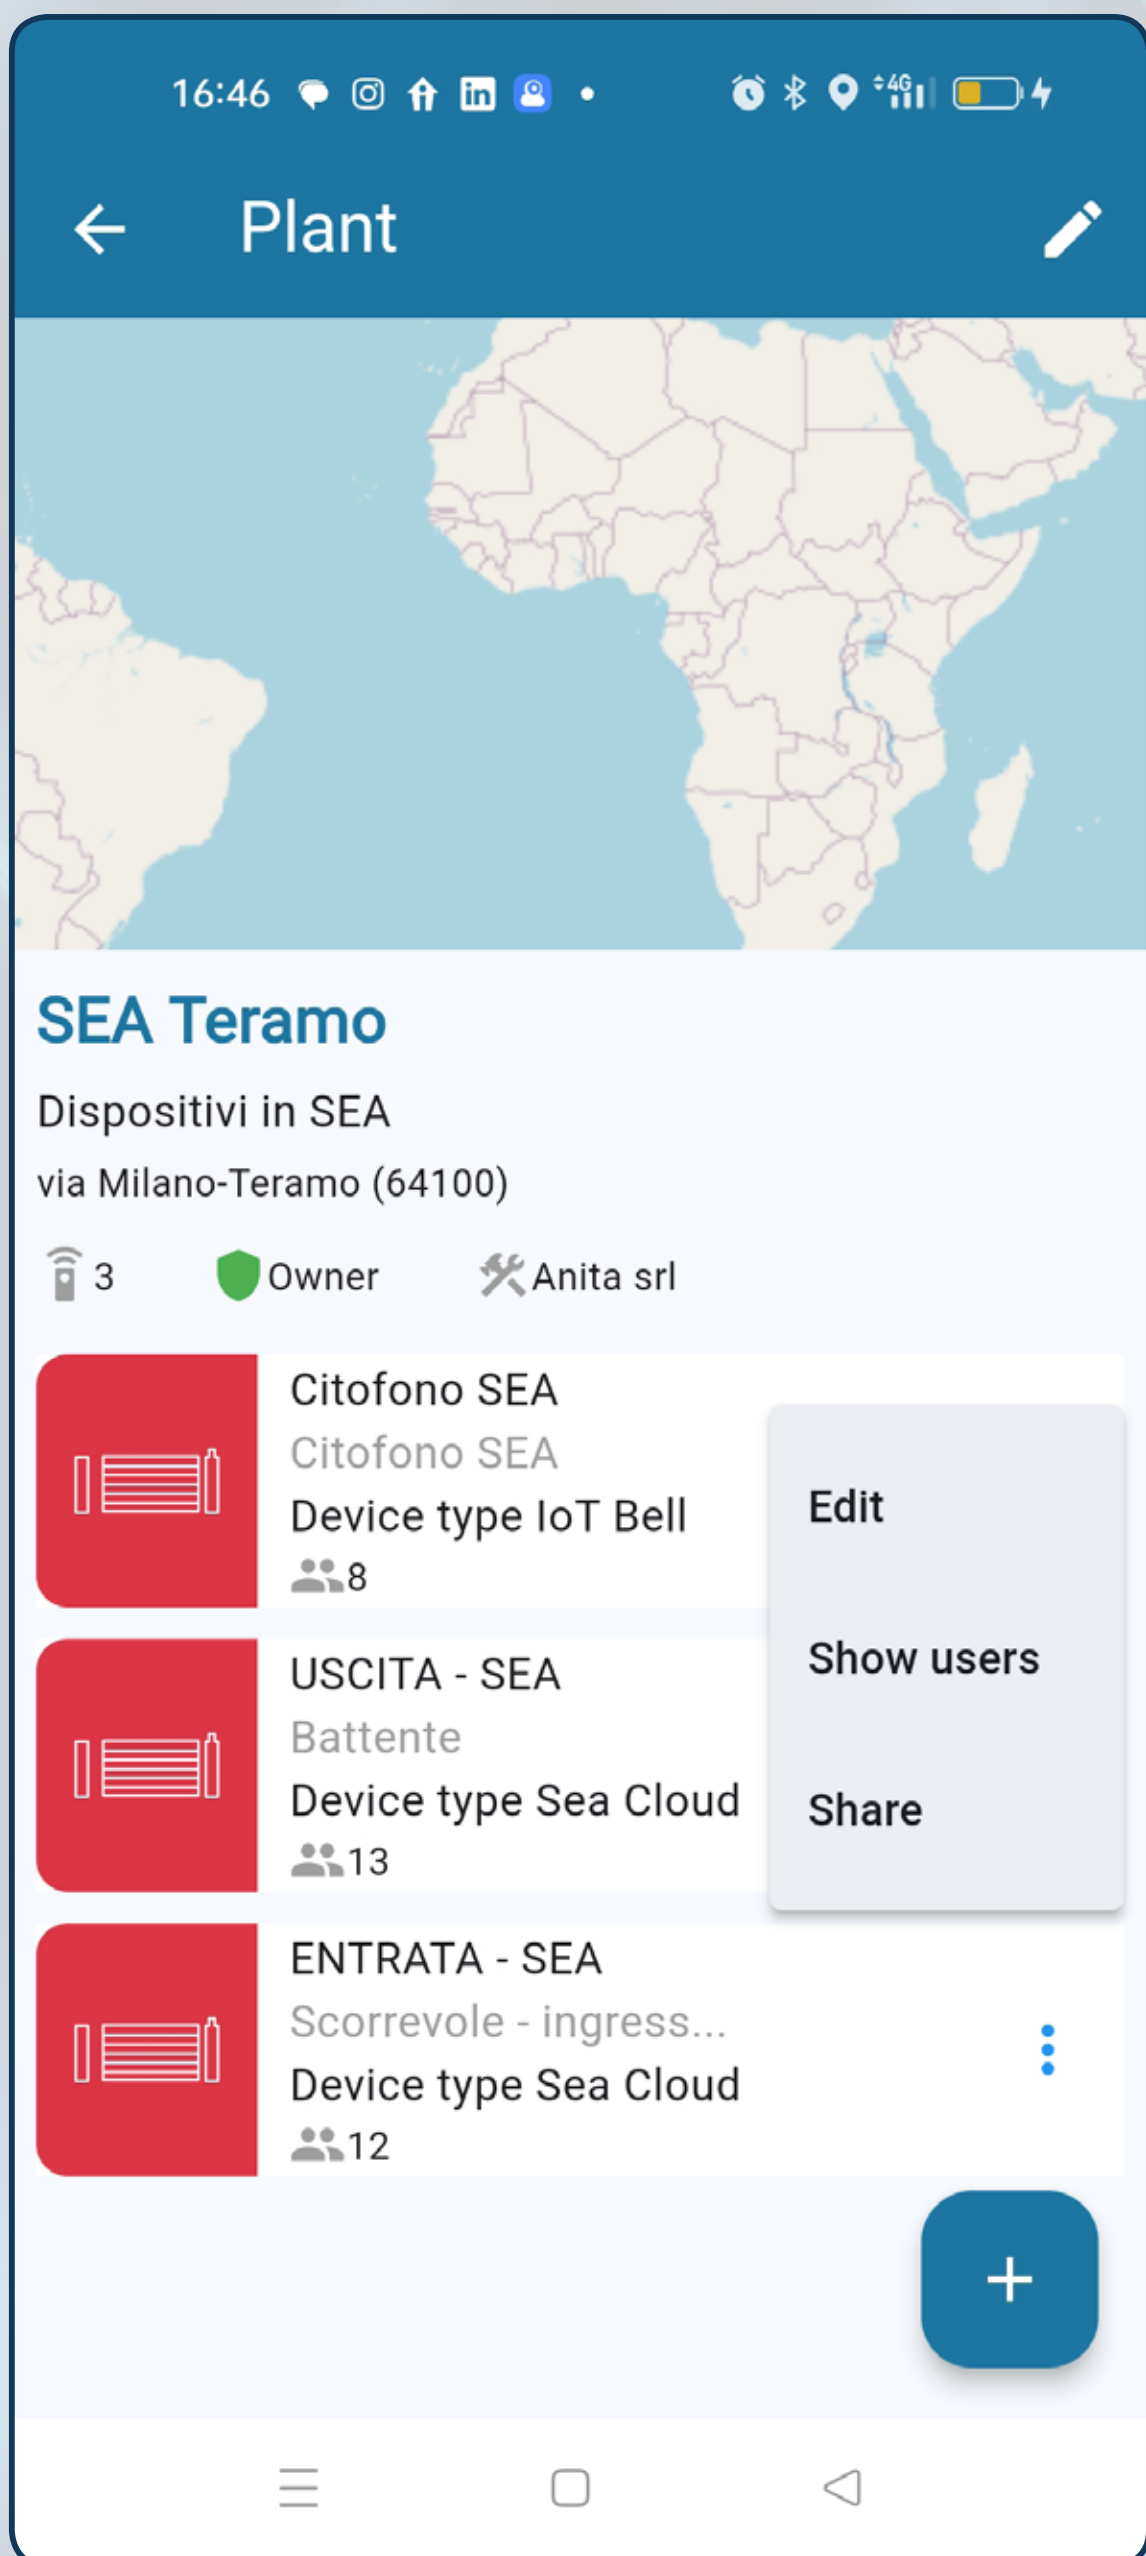 16:46
4G
Plant
SEA Teramo
Dispositivi in SEA
via Milano-Teramo (64100)
3 Owner Anita srl
Citofono SEA
Citofono SEA
Device type IoT Bell
8
Edit
Show users
Share
USCITA - SEA
Battente
Device type Sea Cloud
13
ENTRATA - SEA
Scorrevole - ingress...
Device type Sea Cloud
12